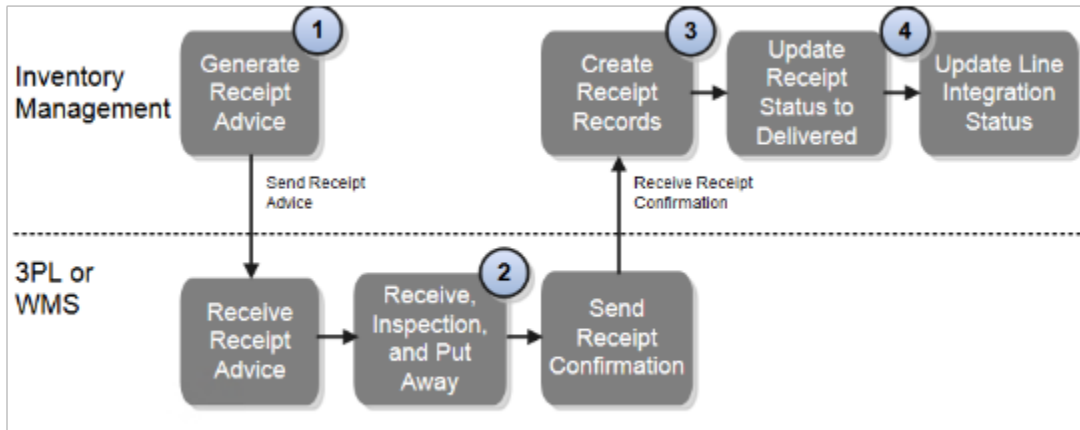 Inventory
Management
1
Generate
Receipt
Advice
3
Create
Receipt
Records
Update
Receipt
Status to
Delivered
4
Update Line
Integration
Status
Send Receipt
Advice
Receive Receipt
Confirmation
3PL or
WMS
Receive
Receipt
Advice
2
Receive,
Inspection,
and Put
Away
Send
Receipt
Confirmation